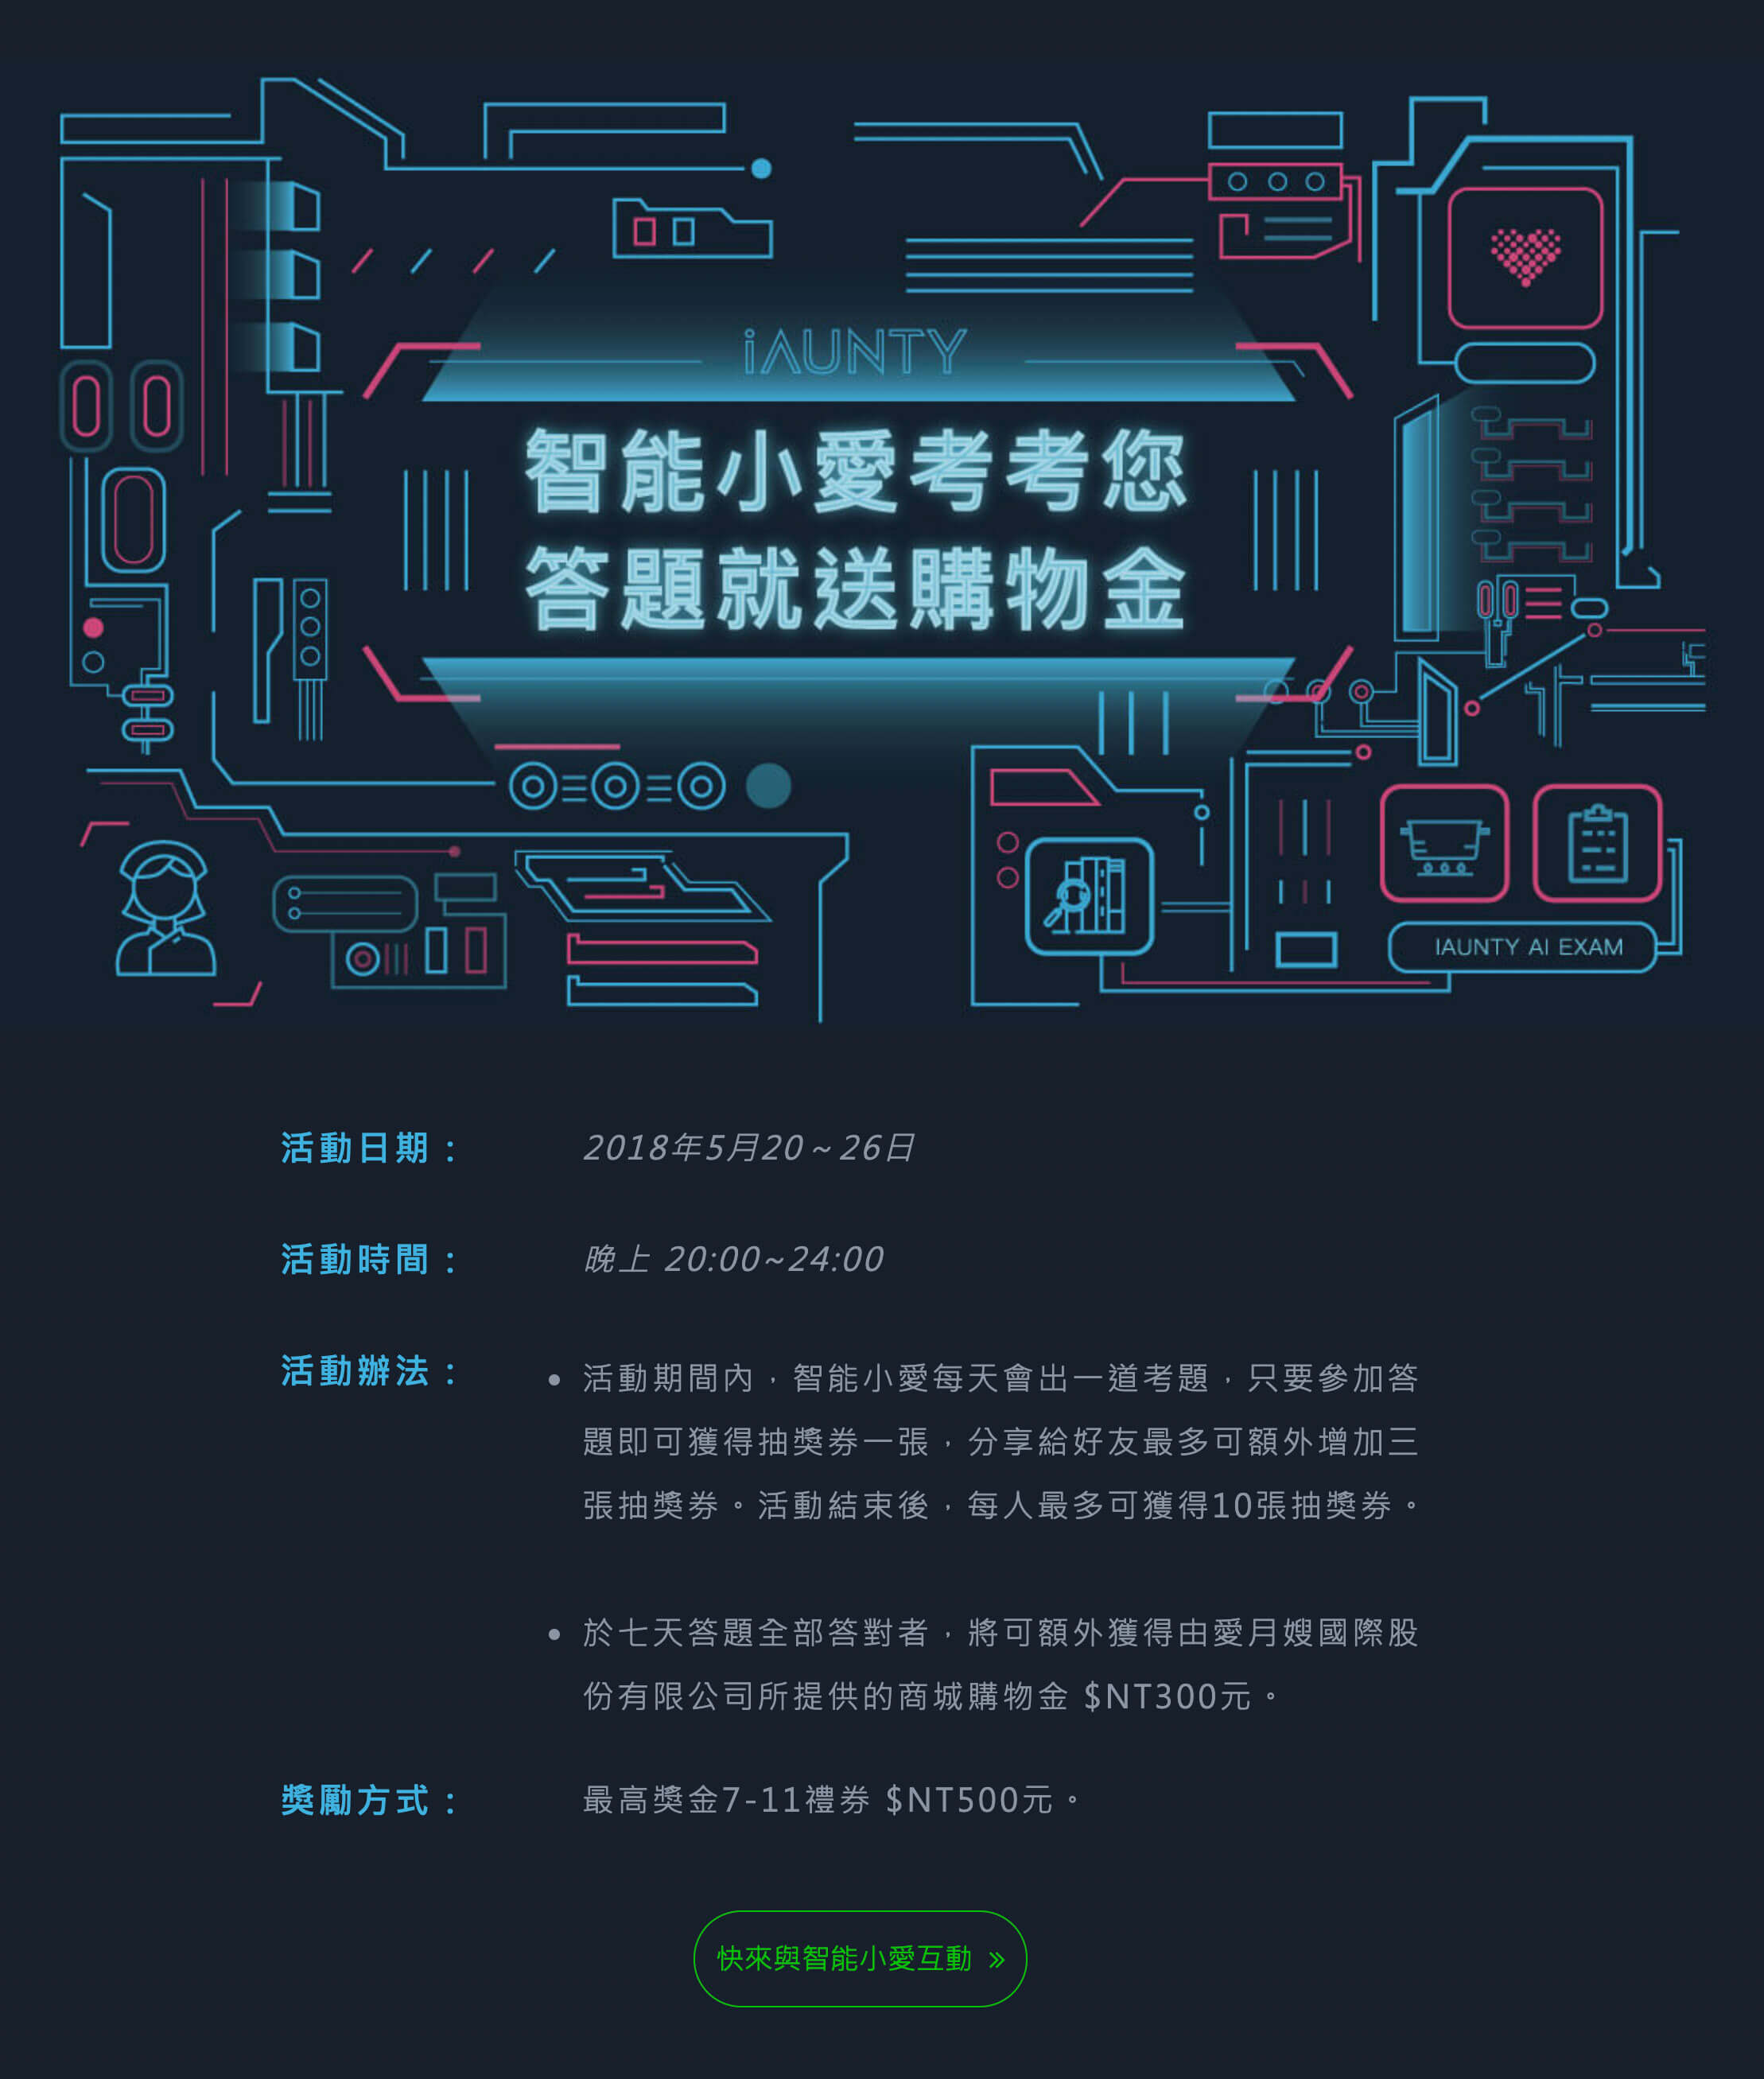 iAUNTY
智能小愛考考您
答題就送購物金
IAUNTY AI EXAM
活動日期：
2018年5月20～26日
活動時間：
晚上 20:00~24:00
活動辦法：
• 活動期間內，智能小愛每天會出一道考題，只要參加答
題即可獲得抽獎券一張，分享給好友最多可額外增加三
張抽獎券。活動結束後，每人最多可獲得10張抽獎券。
• 於七天答題全部答對者，將可額外獲得由愛月嫂國際股
份有限公司所提供的商城購物金 $NT300元。
獎勵方式：
最高獎金7-11禮券 $NT500元。
快來與智能小愛互動 »